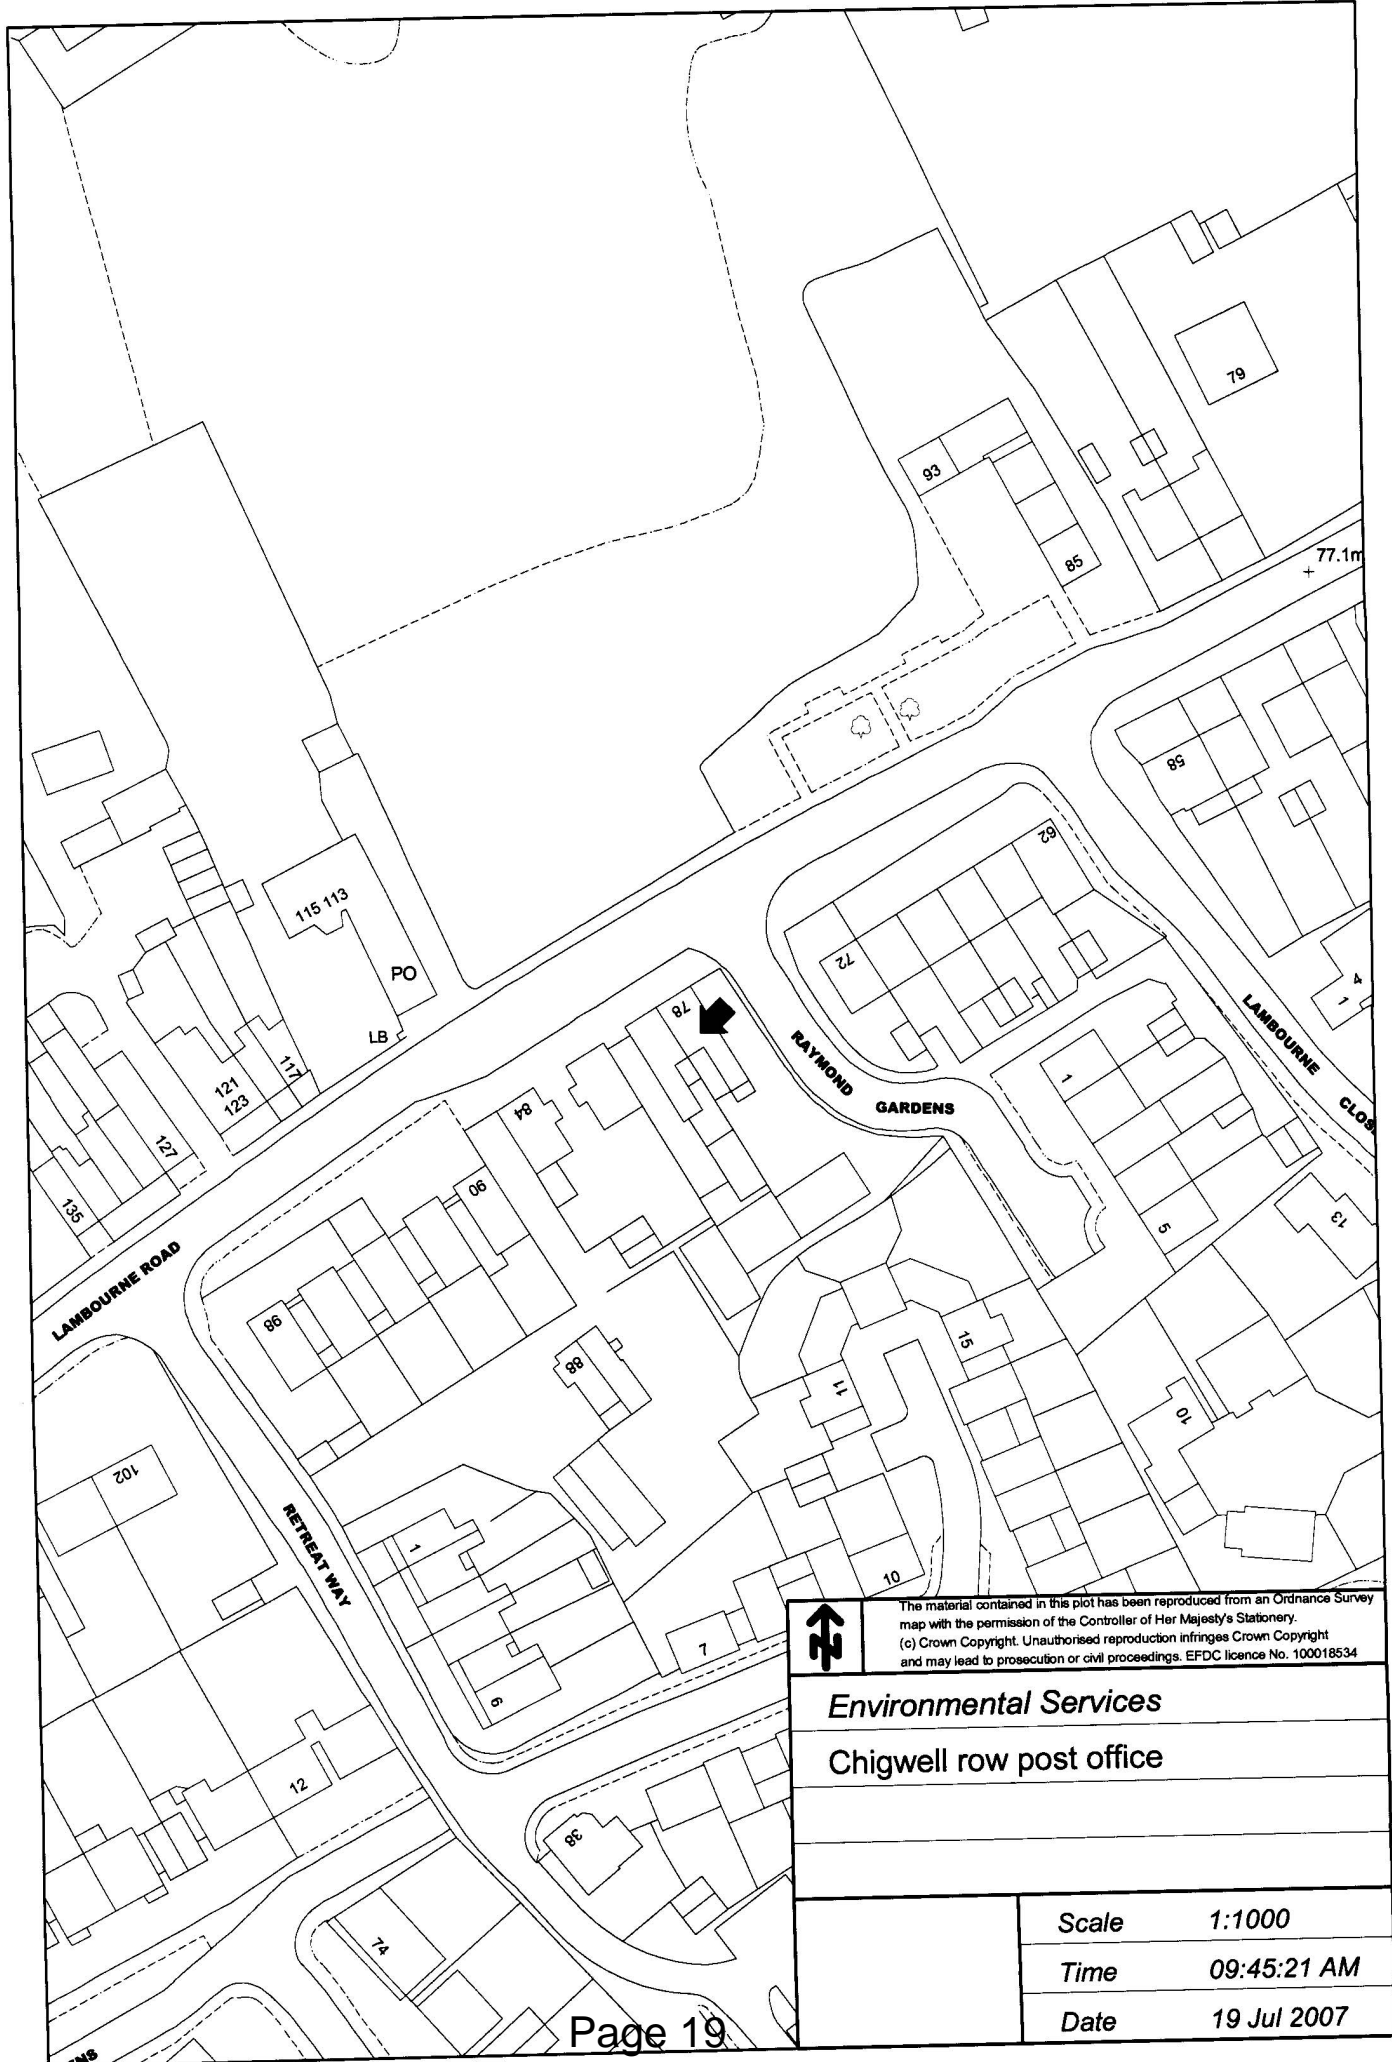 79
93
85
77.1m
58
62
115 113
72
PO
4
1
78
LAMBOURNE
LB
RAYMOND
117
121
123
1
GARDENS
84
CLOS
127
90
135
5
13
LAMBOURNE ROAD
98
15
88
11
10
102
1
RETREAT WAY
10
7
6
12
38
74
NS
Page 19
N
The material contained in this plot has been reproduced from an Ordnance Survey
map with the permission of the Controller of Her Majesty's Stationery.
(c) Crown Copyright. Unauthorised reproduction infringes Crown Copyright
and may lead to prosecution or civil proceedings. EFDC licence No. 100018534
Environmental Services
Chigwell row post office
Scale 1:1000
Time 09:45:21 AM
Date 19 Jul 2007